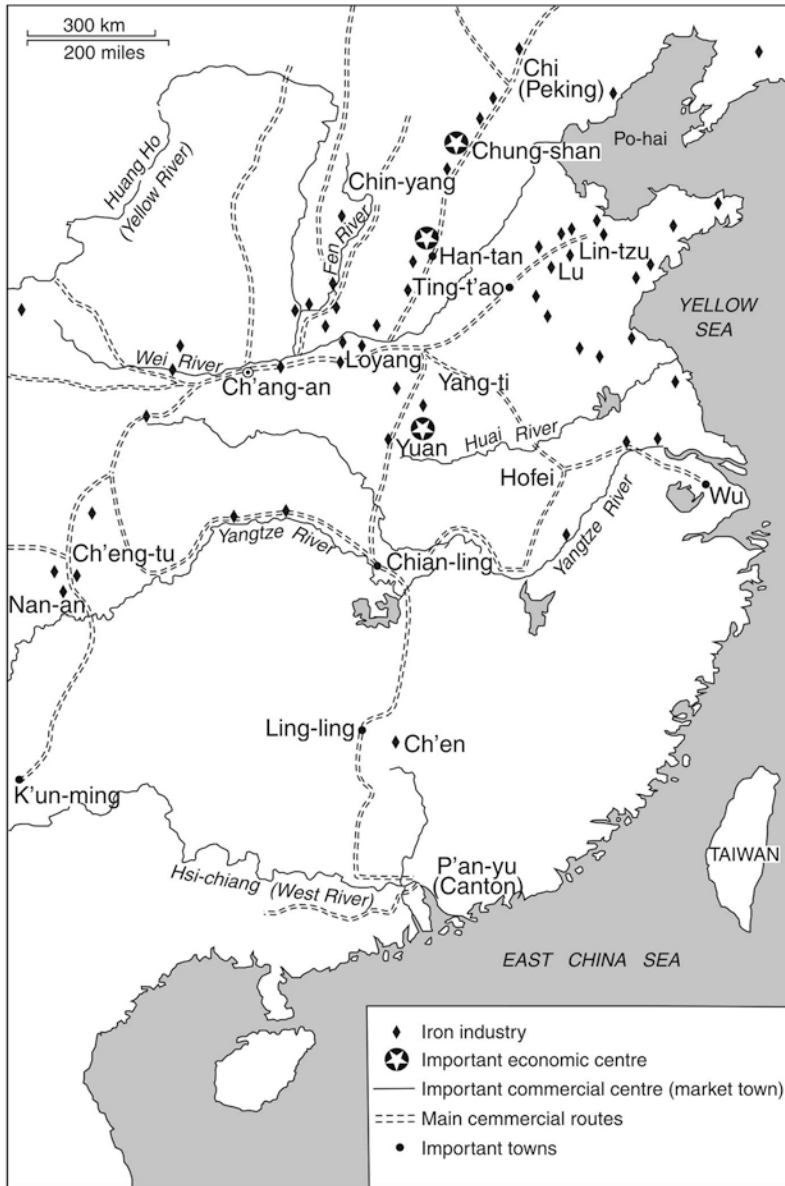 300 km
200 miles
Chi
(Peking)
Po-hai
Chung-shan
Huang Ho
(Yellow River)
Chin-yang
Fen River
Han-tan
Lin-tzu
Lu
Ting-t'ao
YELLOW
SEA
Wei River
Loyang
Ch'ang-an
Yang-ti
Yuan
Huai River
Hofei
Wu
Yangtze River
Yangtze River
Ch'eng-tu
Chian-ling
Nan-an
Ling-ling
Ch'en
K'un-ming
P'an-yu
(Canton)
Hsi-chiang (West River)
TAIWAN
EAST CHINA SEA
Iron industry
Important economic centre
Important commercial centre (market town)
Main commercial routes
Important towns